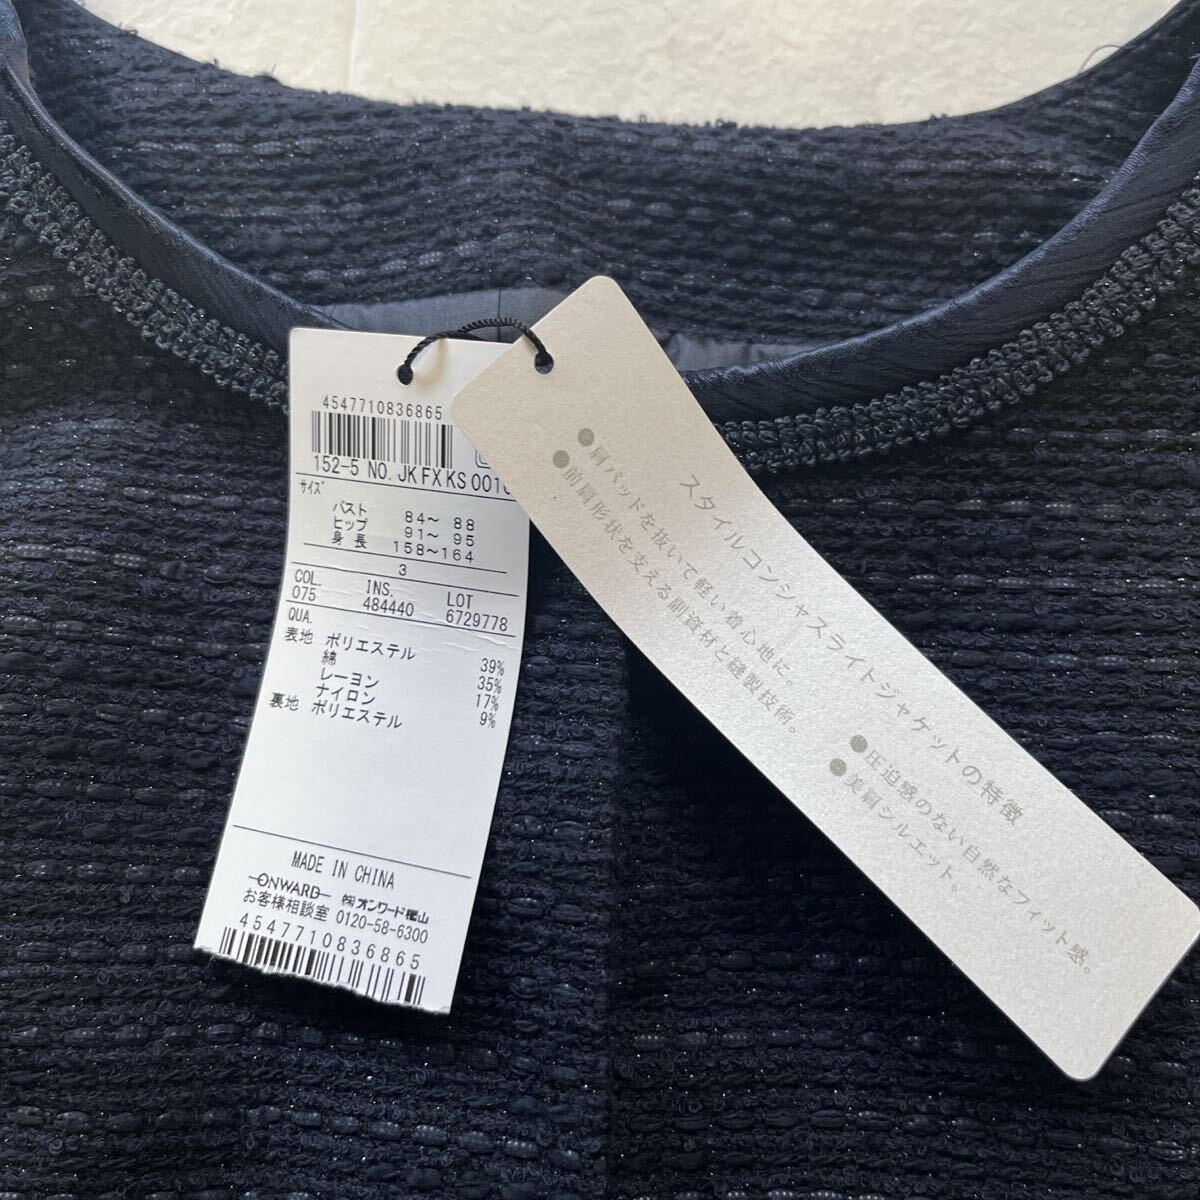 4547710836865
152-5 NO. JKFXKS001
サイズ
バスト 84～ 88
ヒップ 91～ 95
身長 158～164
3
COL. INS. LOT
075 484440 6729778
QUA.
表地 ポリエステル 39%
綿 35%
レーヨン 17%
ナイロン 9%
裏地 ポリエステル
MADE IN CHINA
ONWARD ㈱オンワード樫山
お客様相談室 0120-58-6300
4547710836865
スタイルコンシャスライトジャケットの特徴
●肩パッドを抜いて軽い着心地に
●前肩形状を支える副資材と縫製技術。
●圧迫感のない自然なフィット感。
●美肩シルエット。